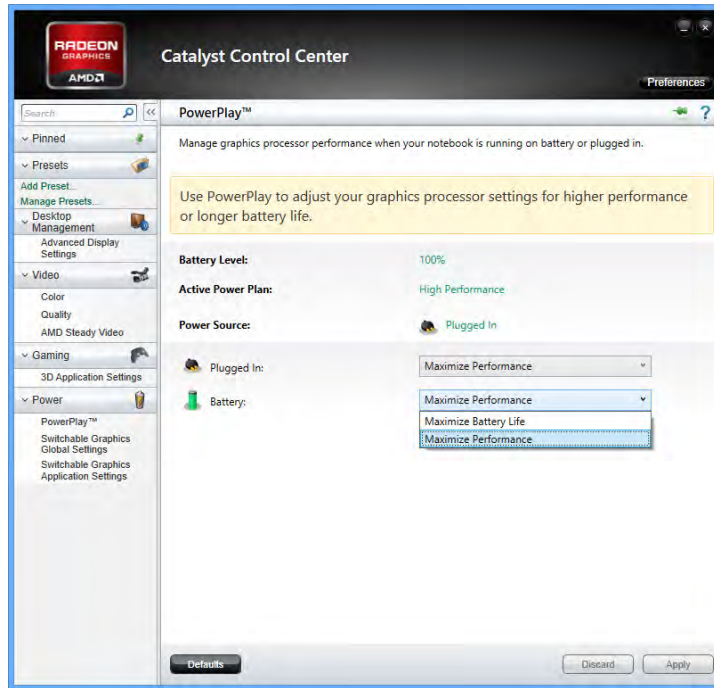 RADEON
GRAPHICS
AMD
Catalyst Control Center
Preferences
Search
<<
PowerPlay™
?
Pinned
Presets
Add Preset...
Manage Presets...
Desktop
Management
Advanced Display
Settings
Video
Color
Quality
AMD Steady Video
Gaming
3D Application Settings
Power
PowerPlay™
Switchable Graphics
Global Settings
Switchable Graphics
Application Settings
Manage graphics processor performance when your notebook is running on battery or plugged in.
Use PowerPlay to adjust your graphics processor settings for higher performance
or longer battery life.
Battery Level: 100%
Active Power Plan: High Performance
Power Source: Plugged In
Plugged In: Maximize Performance
Battery: Maximize Performance
Maximize Battery Life
Maximize Performance
Defaults
Discard
Apply